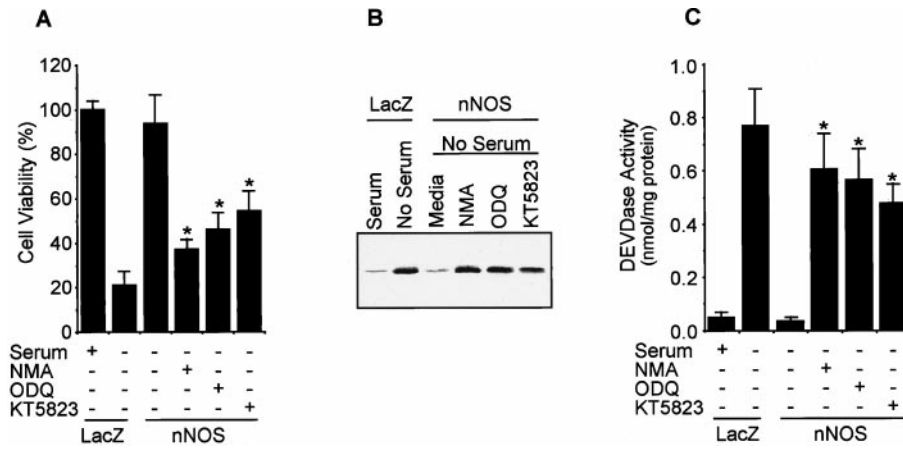 A
Cell Viability (%)
120
100
80
60
40
20
0
*
*
*
Serum + - - - - -
NMA - - - + - -
ODQ - - - - + -
KT5823 - - - - - +
LacZ nNOS
B
LacZ nNOS
No Serum
Serum No Serum Media NMA ODQ KT5823
C
DEVDase Activity
(nmol/mg protein)
1.0
0.8
0.6
0.4
0.2
0.0
*
*
*
Serum + - - - - -
NMA - - - + - -
ODQ - - - - + -
KT5823 - - - - - +
LacZ nNOS